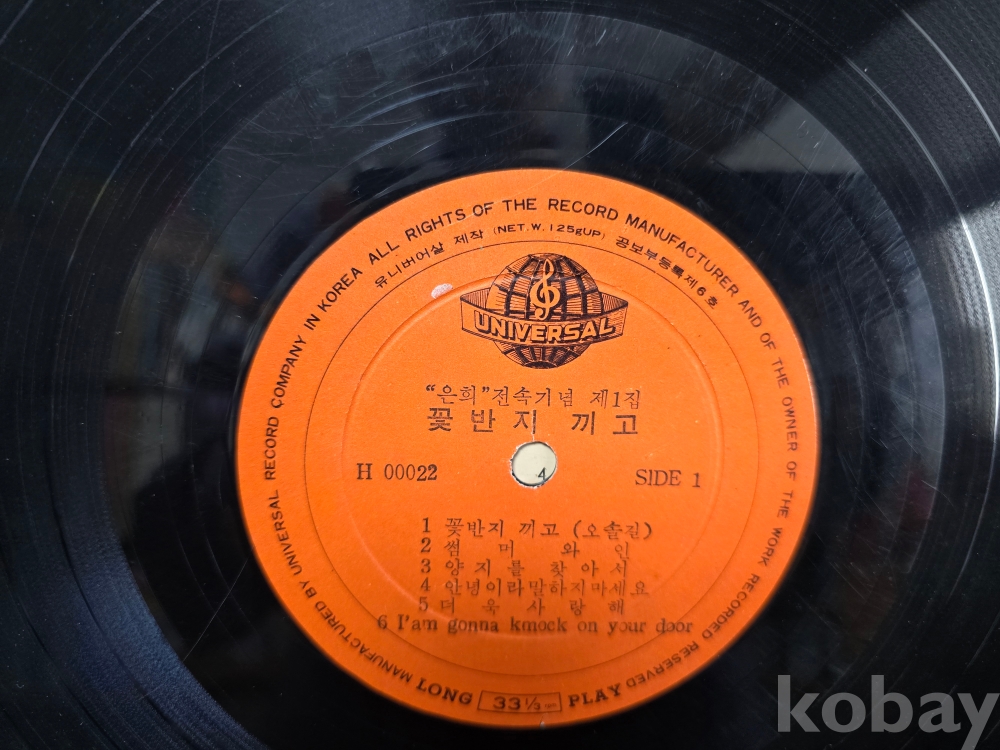 MANUFACTURED BY UNIVERSAL RECORD COMPANY IN KOREA ALL RIGHTS OF THE RECORD MANUFACTURER AND OF THE OWNER OF THE WORK RECORDED RESERVED
유니버어살 제작 (NET.W.125gUP) 공보부등록제6호
UNIVERSAL
“은희”전속기념 제1집
꽃반지 끼고
H 00022
4
SIDE 1
1 꽃반지 끼고 (오솔길)
2 썸머와인
3 양지를찾아서
4 안녕이라말하지마세요
5 더욱사랑해
6 I'am gonna kmock on your door
LONG 33⅓ PLAY
kobay